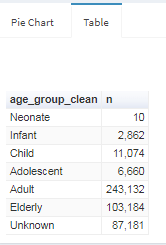 Pie Chart Table
age_group_clean n
Neonate 10
Infant 2,862
Child 11,074
Adolescent 6,660
Adult 243,132
Elderly 103,184
Unknown 87,181